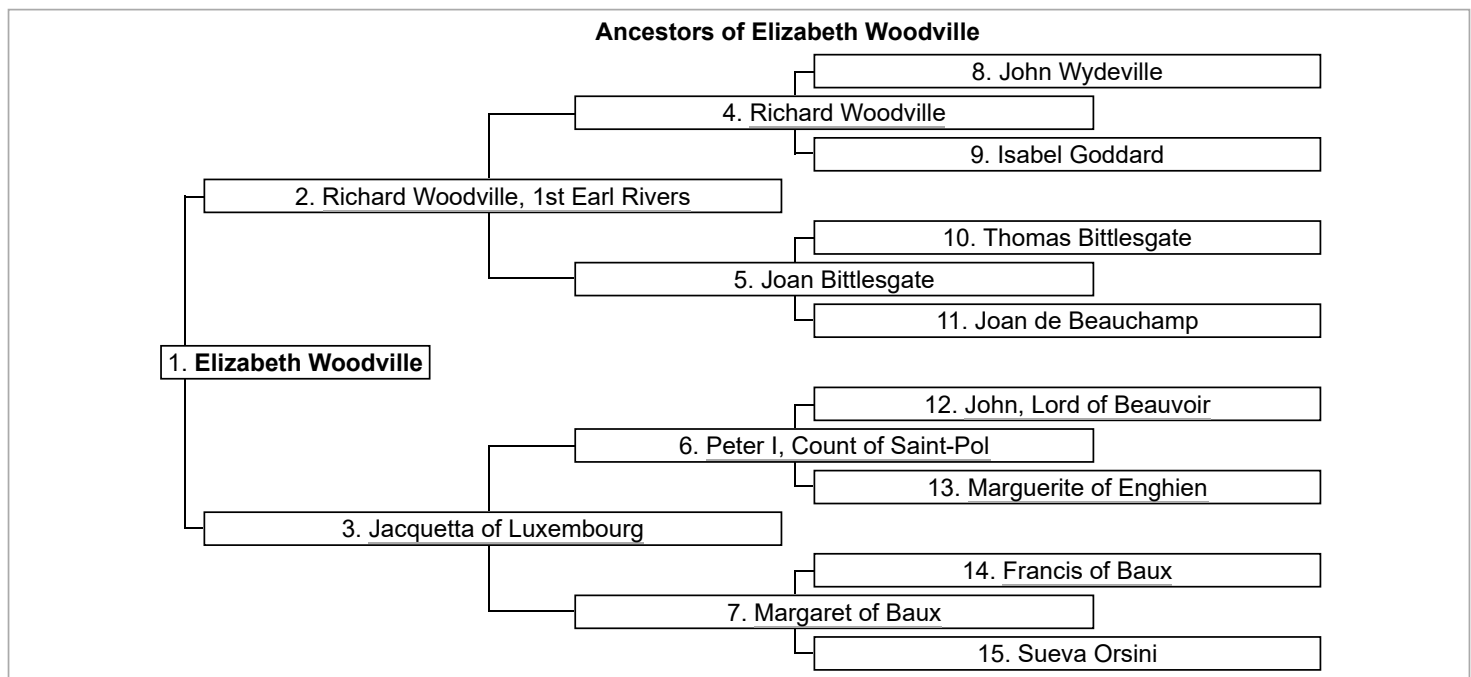 Ancestors of Elizabeth Woodville
8. John Wydeville
4. Richard Woodville
9. Isabel Goddard
2. Richard Woodville, 1st Earl Rivers
10. Thomas Bittlesgate
5. Joan Bittlesgate
11. Joan de Beauchamp
1. Elizabeth Woodville
12. John, Lord of Beauvoir
6. Peter I, Count of Saint-Pol
13. Marguerite of Enghien
3. Jacquetta of Luxembourg
14. Francis of Baux
7. Margaret of Baux
15. Sueva Orsini